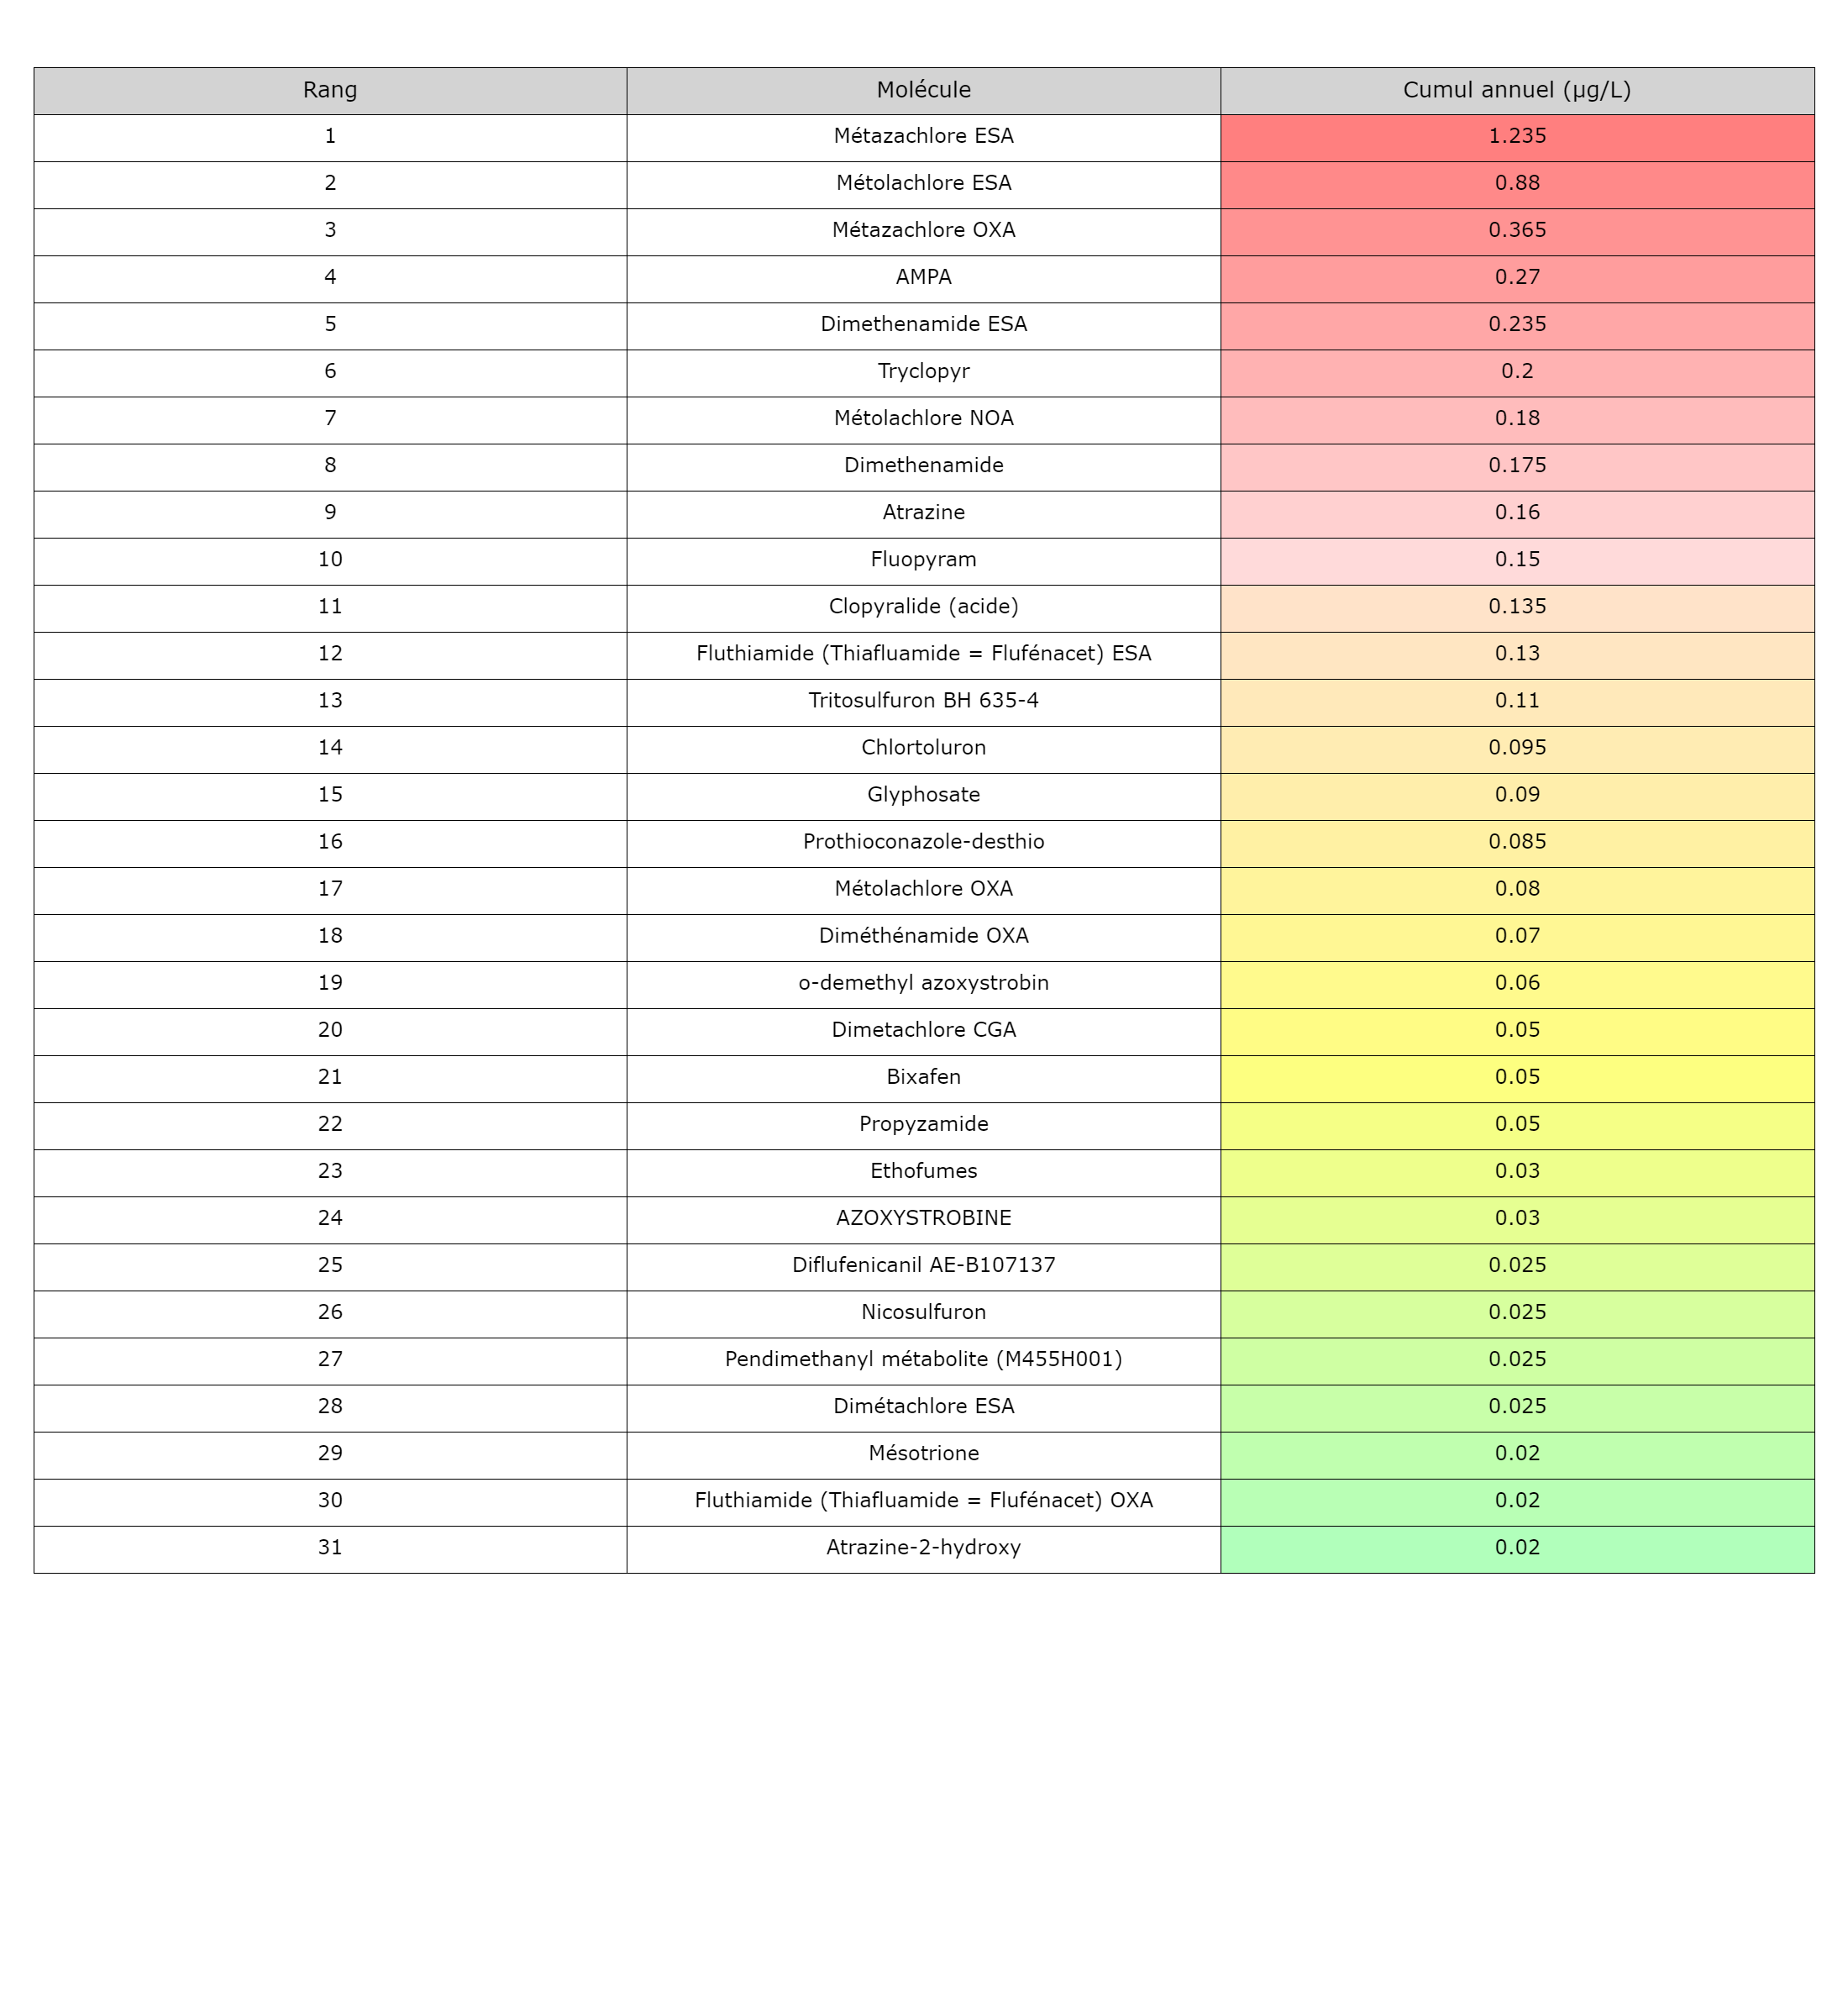 Rang Molécule Cumul annuel (µg/L)
1 Métazachlore ESA 1.235
2 Métolachlore ESA 0.88
3 Métazachlore OXA 0.365
4 AMPA 0.27
5 Dimethenamide ESA 0.235
6 Tryclopyr 0.2
7 Métolachlore NOA 0.18
8 Dimethenamide 0.175
9 Atrazine 0.16
10 Fluopyram 0.15
11 Clopyralide (acide) 0.135
12 Fluthiamide (Thiafluamide = Flufénacet) ESA 0.13
13 Tritosulfuron BH 635-4 0.11
14 Chlortoluron 0.095
15 Glyphosate 0.09
16 Prothioconazole-desthio 0.085
17 Métolachlore OXA 0.08
18 Diméthénamide OXA 0.07
19 o-demethyl azoxystrobin 0.06
20 Dimetachlore CGA 0.05
21 Bixafen 0.05
22 Propyzamide 0.05
23 Ethofumes 0.03
24 AZOXYSTROBINE 0.03
25 Diflufenicanil AE-B107137 0.025
26 Nicosulfuron 0.025
27 Pendimethanyl métabolite (M455H001) 0.025
28 Dimétachlore ESA 0.025
29 Mésotrione 0.02
30 Fluthiamide (Thiafluamide = Flufénacet) OXA 0.02
31 Atrazine-2-hydroxy 0.02